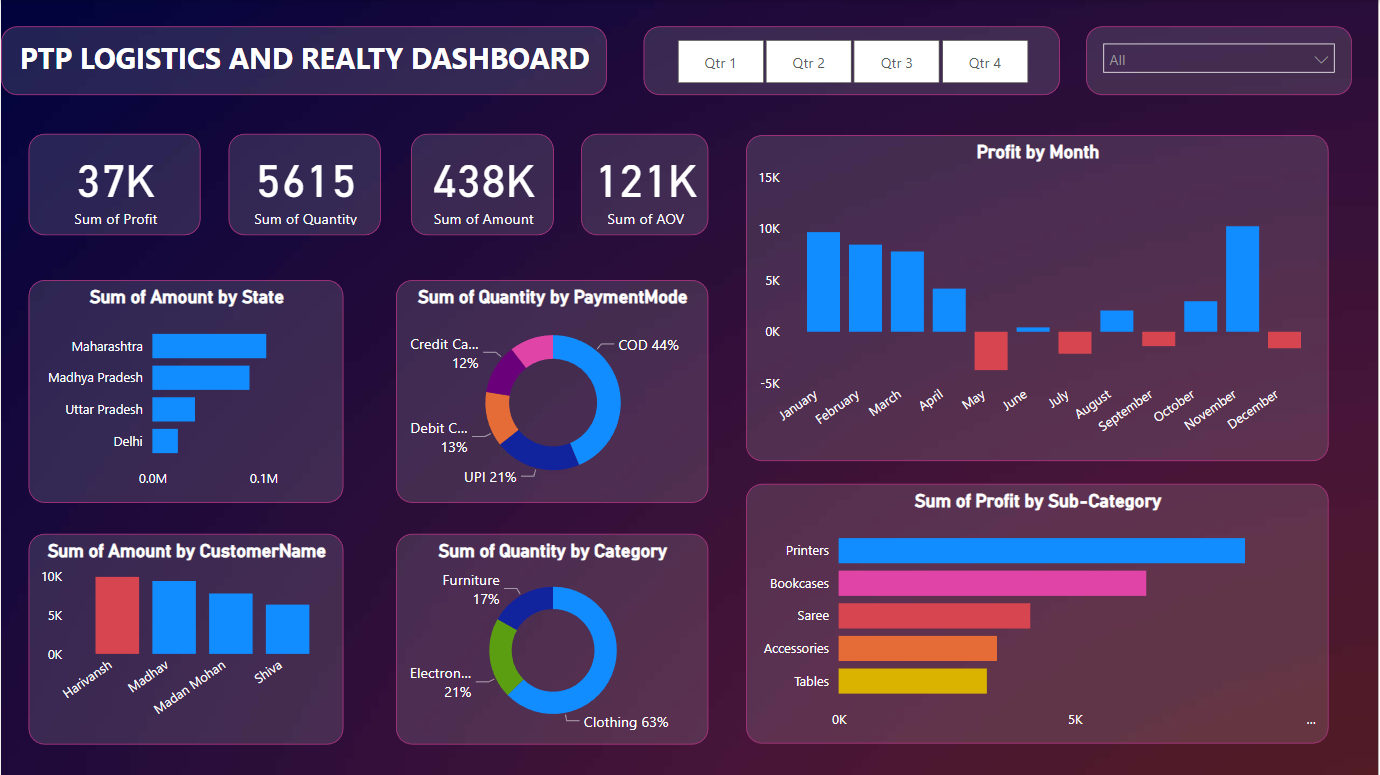 PTP LOGISTICS AND REALTY DASHBOARD
Qtr 1
Qtr 2
Qtr 3
Qtr 4
All
37K
Sum of Profit
5615
Sum of Quantity
438K
Sum of Amount
121K
Sum of AOV
Profit by Month
15K
10K
5K
0K
-5K
January
February
March
April
May
June
July
August
September
October
November
December
Sum of Amount by State
Maharashtra
Madhya Pradesh
Uttar Pradesh
Delhi
0.0M
0.1M
Sum of Quantity by PaymentMode
Credit Ca...
12%
COD 44%
Debit C...
13%
UPI 21%
Sum of Profit by Sub-Category
Printers
Bookcases
Saree
Accessories
Tables
0K
5K
...
Sum of Amount by CustomerName
10K
5K
0K
Harivansh
Madhav
Madan Mohan
Shiva
Sum of Quantity by Category
Furniture
17%
Electron...
21%
Clothing 63%